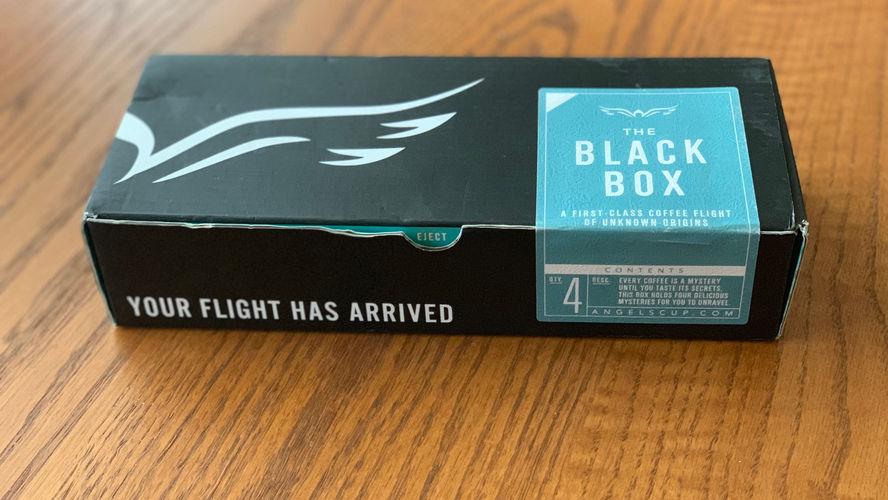 THE
BLACK
BOX
A FIRST-CLASS COFFEE FLIGHT
OF UNKNOWN ORIGINS
EJECT
CONTENTS
QTY.
4
DESC.
EVERY COFFEE IS A MYSTERY
UNTIL YOU TASTE ITS SECRETS.
THIS BOX HOLDS FOUR DELICIOUS
MYSTERIES FOR YOU TO UNRAVEL.
ANGELSCUP.COM
YOUR FLIGHT HAS ARRIVED